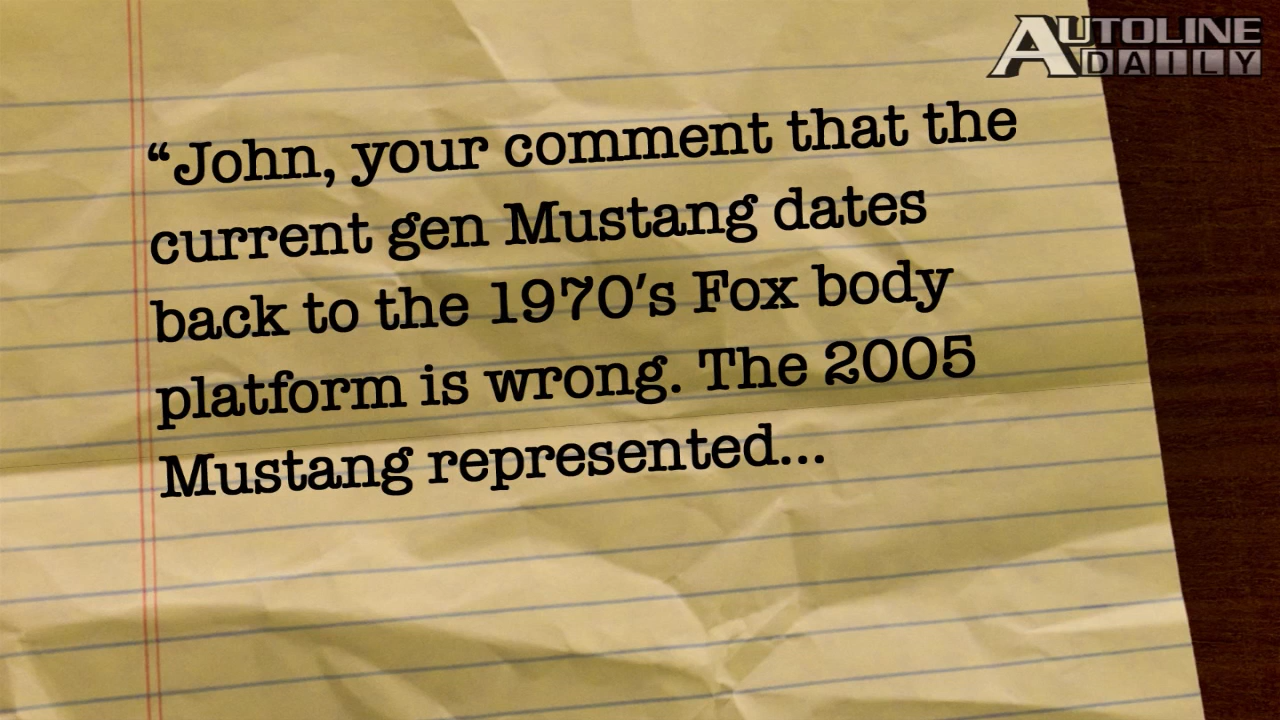 AUTOLINE
DAILY
“John, your comment that the
current gen Mustang dates
back to the 1970's Fox body
platform is wrong. The 2005
Mustang represented...